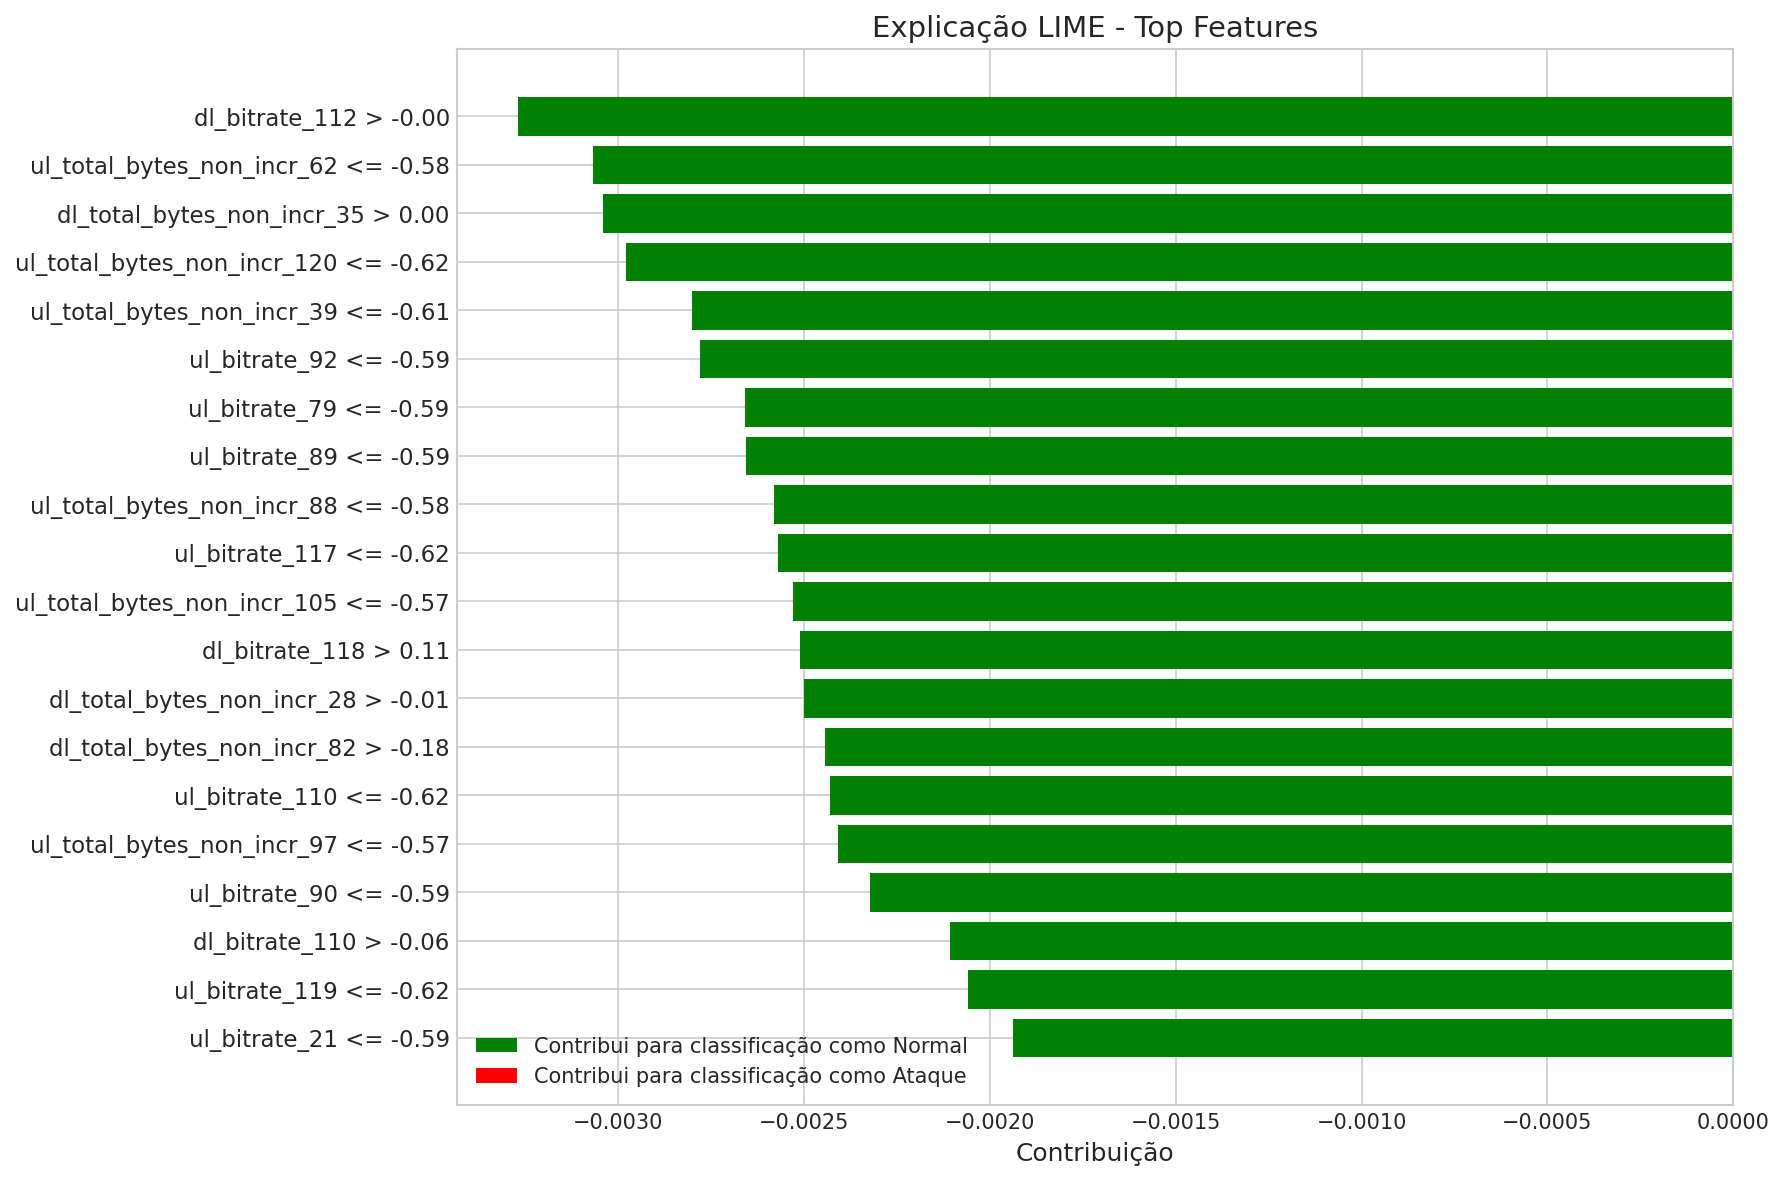 Explicação LIME - Top Features
dl_bitrate_112 > -0.00
ul_total_bytes_non_incr_62 <= -0.58
dl_total_bytes_non_incr_35 > 0.00
ul_total_bytes_non_incr_120 <= -0.62
ul_total_bytes_non_incr_39 <= -0.61
ul_bitrate_92 <= -0.59
ul_bitrate_79 <= -0.59
ul_bitrate_89 <= -0.59
ul_total_bytes_non_incr_88 <= -0.58
ul_bitrate_117 <= -0.62
ul_total_bytes_non_incr_105 <= -0.57
dl_bitrate_118 > 0.11
dl_total_bytes_non_incr_28 > -0.01
dl_total_bytes_non_incr_82 > -0.18
ul_bitrate_110 <= -0.62
ul_total_bytes_non_incr_97 <= -0.57
ul_bitrate_90 <= -0.59
dl_bitrate_110 > -0.06
ul_bitrate_119 <= -0.62
ul_bitrate_21 <= -0.59
Contribui para classificação como Normal
Contribui para classificação como Ataque
−0.0030 −0.0025 −0.0020 −0.0015 −0.0010 −0.0005 0.0000
Contribuição